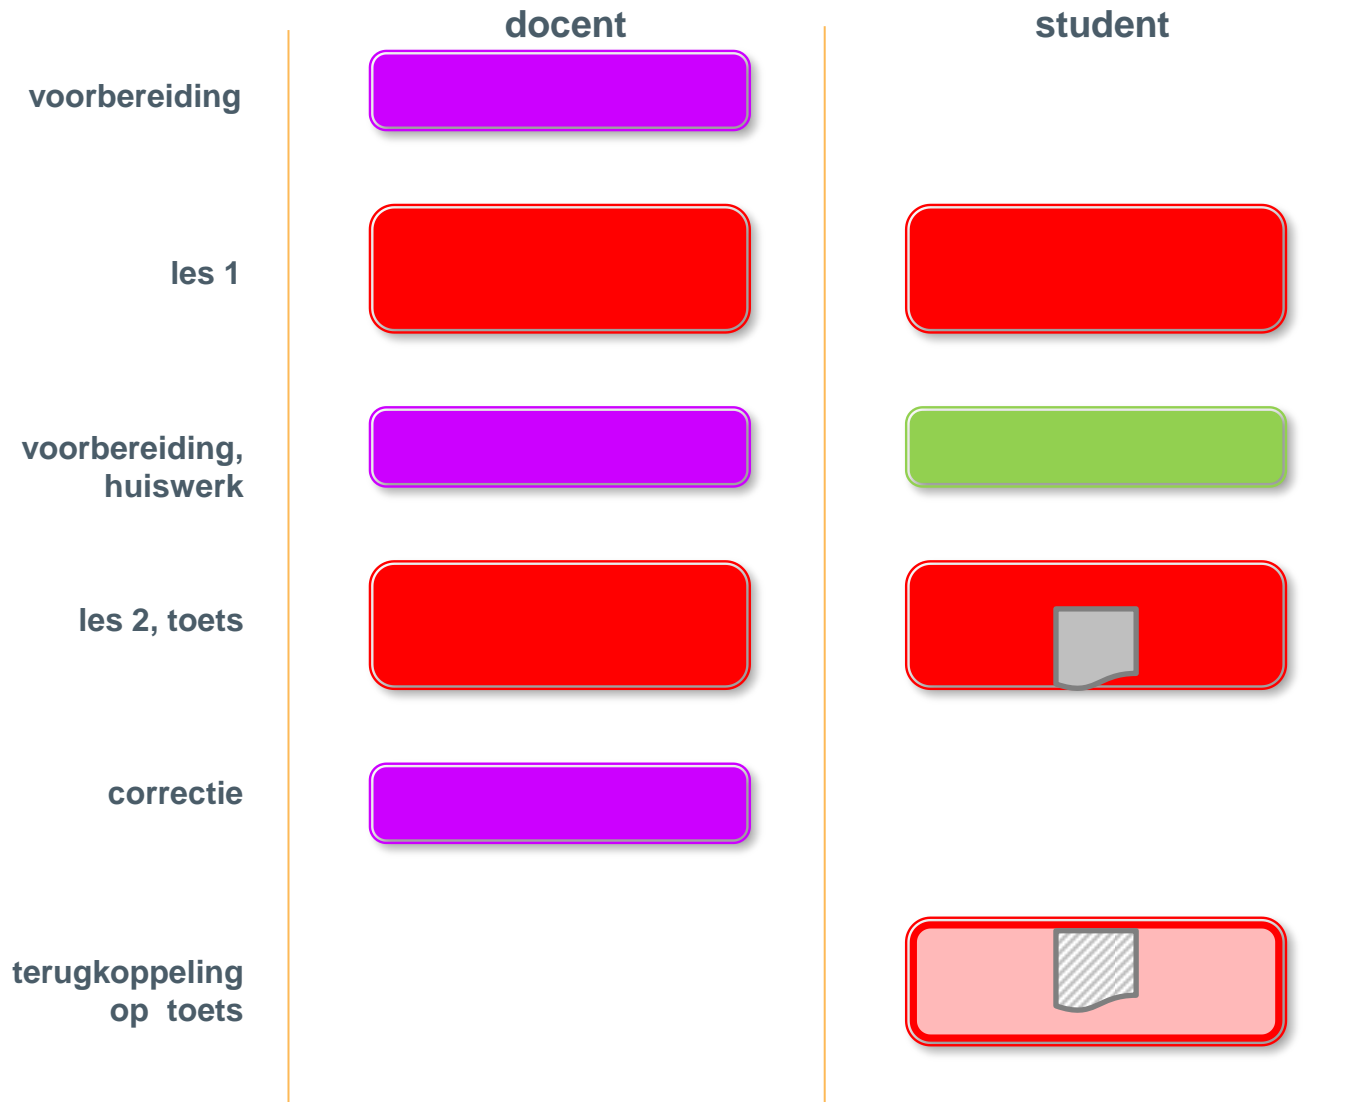 docent
student
voorbereiding
les 1
voorbereiding,
huiswerk
les 2, toets
correctie
terugkoppeling
op toets